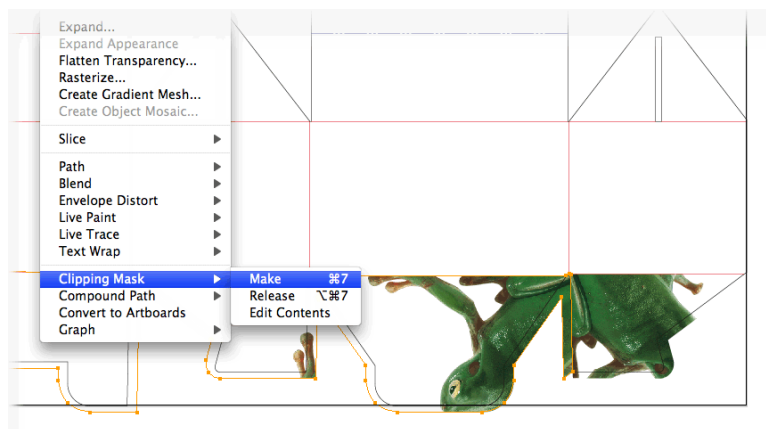 Expand...
Expand Appearance
Flatten Transparency...
Rasterize...
Create Gradient Mesh...
Create Object Mosaic...
Slice
Path
Blend
Envelope Distort
Live Paint
Live Trace
Text Wrap
Clipping Mask
Compound Path
Convert to Artboards
Graph
Make ⌘7
Release ⌥⌘7
Edit Contents